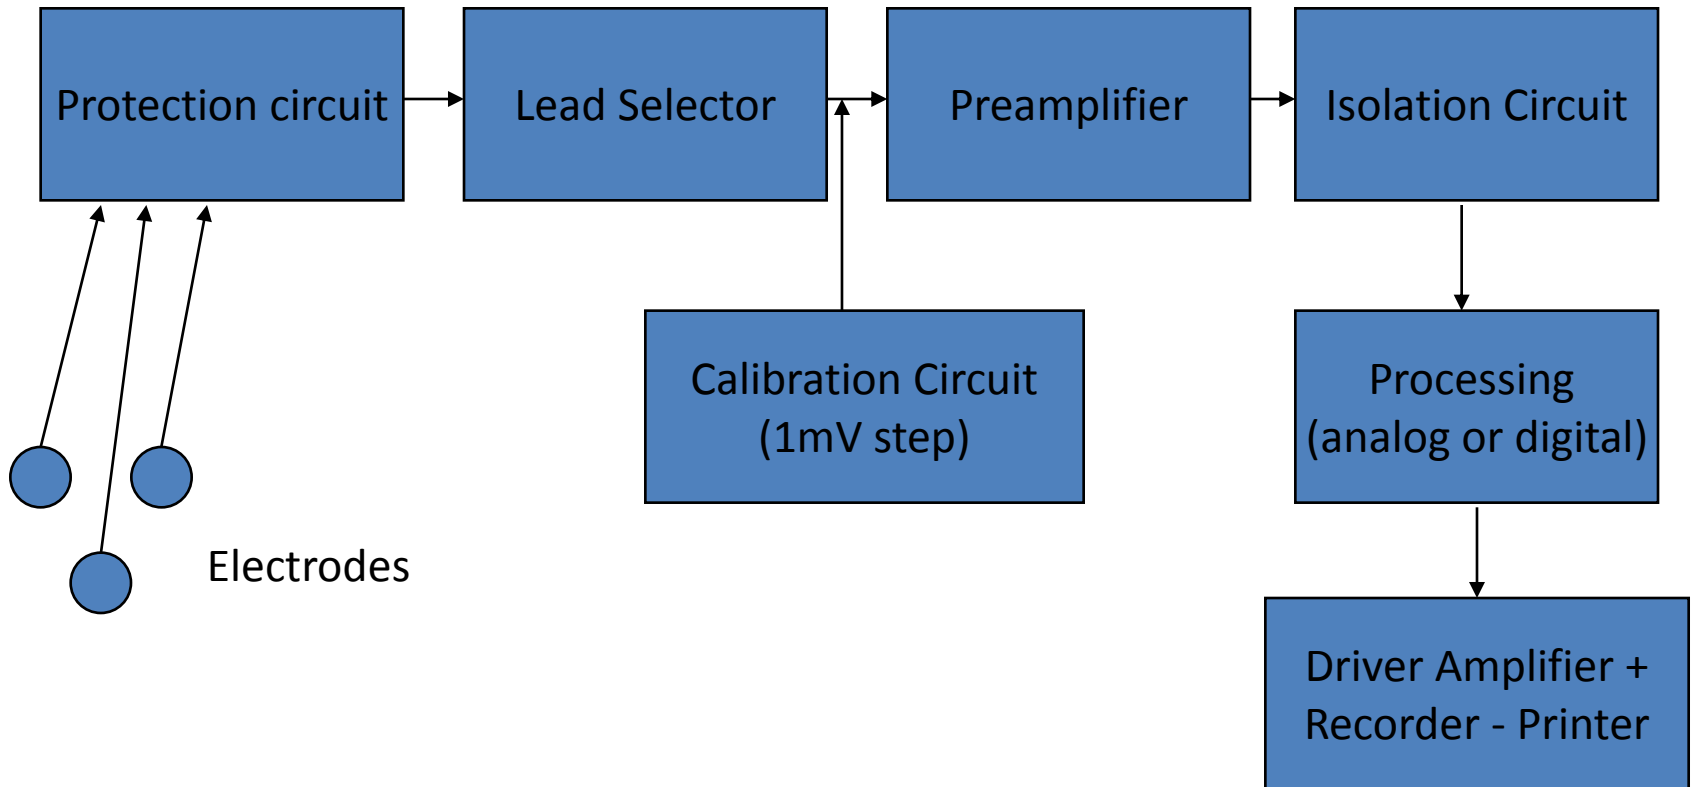 Protection circuit
Lead Selector
Preamplifier
Isolation Circuit
Calibration Circuit
(1mV step)
Processing
(analog or digital)
Electrodes
Driver Amplifier +
Recorder - Printer